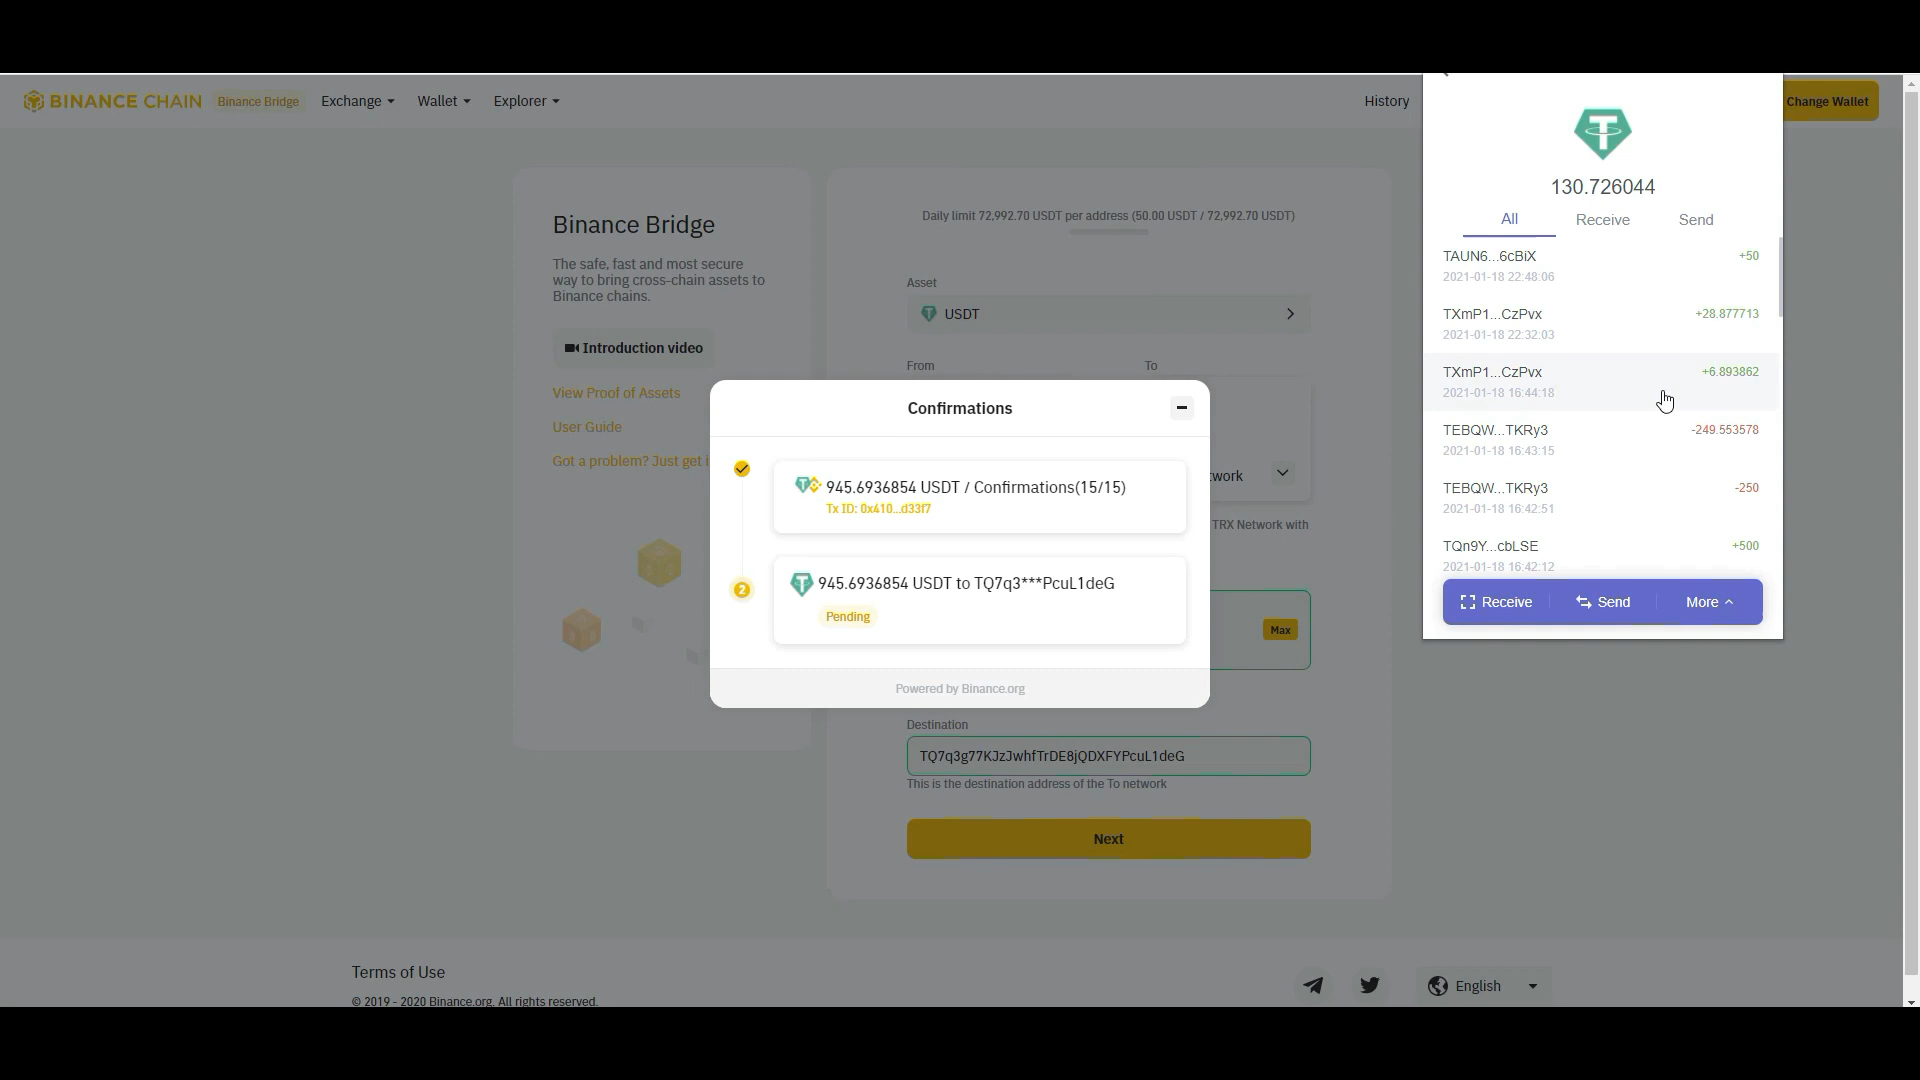 BINANCE CHAIN
Binance Bridge
Exchange
Wallet
Explorer
History
Change Wallet
Binance Bridge
The safe, fast and most secure
way to bring cross-chain assets to
Binance chains.
Introduction video
View Proof of Assets
User Guide
Got a problem? Just get
Daily limit 72,992.70 USDT per address (50.00 USDT / 72,992.70 USDT)
Asset
USDT
From
To
twork
TRX Network with
Max
Destination
TQ7q3g77KJzJwhfTrDE8jQDXFYPcuL1deG
This is the destination address of the To network
Next
Confirmations
945.6936854 USDT / Confirmations(15/15)
Tx ID: 0x410...d33f7
2
945.6936854 USDT to TQ7q3***PcuL1deG
Pending
Powered by Binance.org
130.726044
All
Receive
Send
TAUN6...6cBiX
+50
2021-01-18 22:48:06
TXmP1...CzPvx
+28.877713
2021-01-18 22:32:03
TXmP1...CzPvx
+6.893862
2021-01-18 16:44:18
TEBQW...TKRy3
-249.553578
2021-01-18 16:43:15
TEBQW...TKRy3
-250
2021-01-18 16:42:51
TQn9Y...cbLSE
+500
2021-01-18 16:42:12
Receive
Send
More
Terms of Use
© 2019 - 2020 Binance.org. All rights reserved.
English